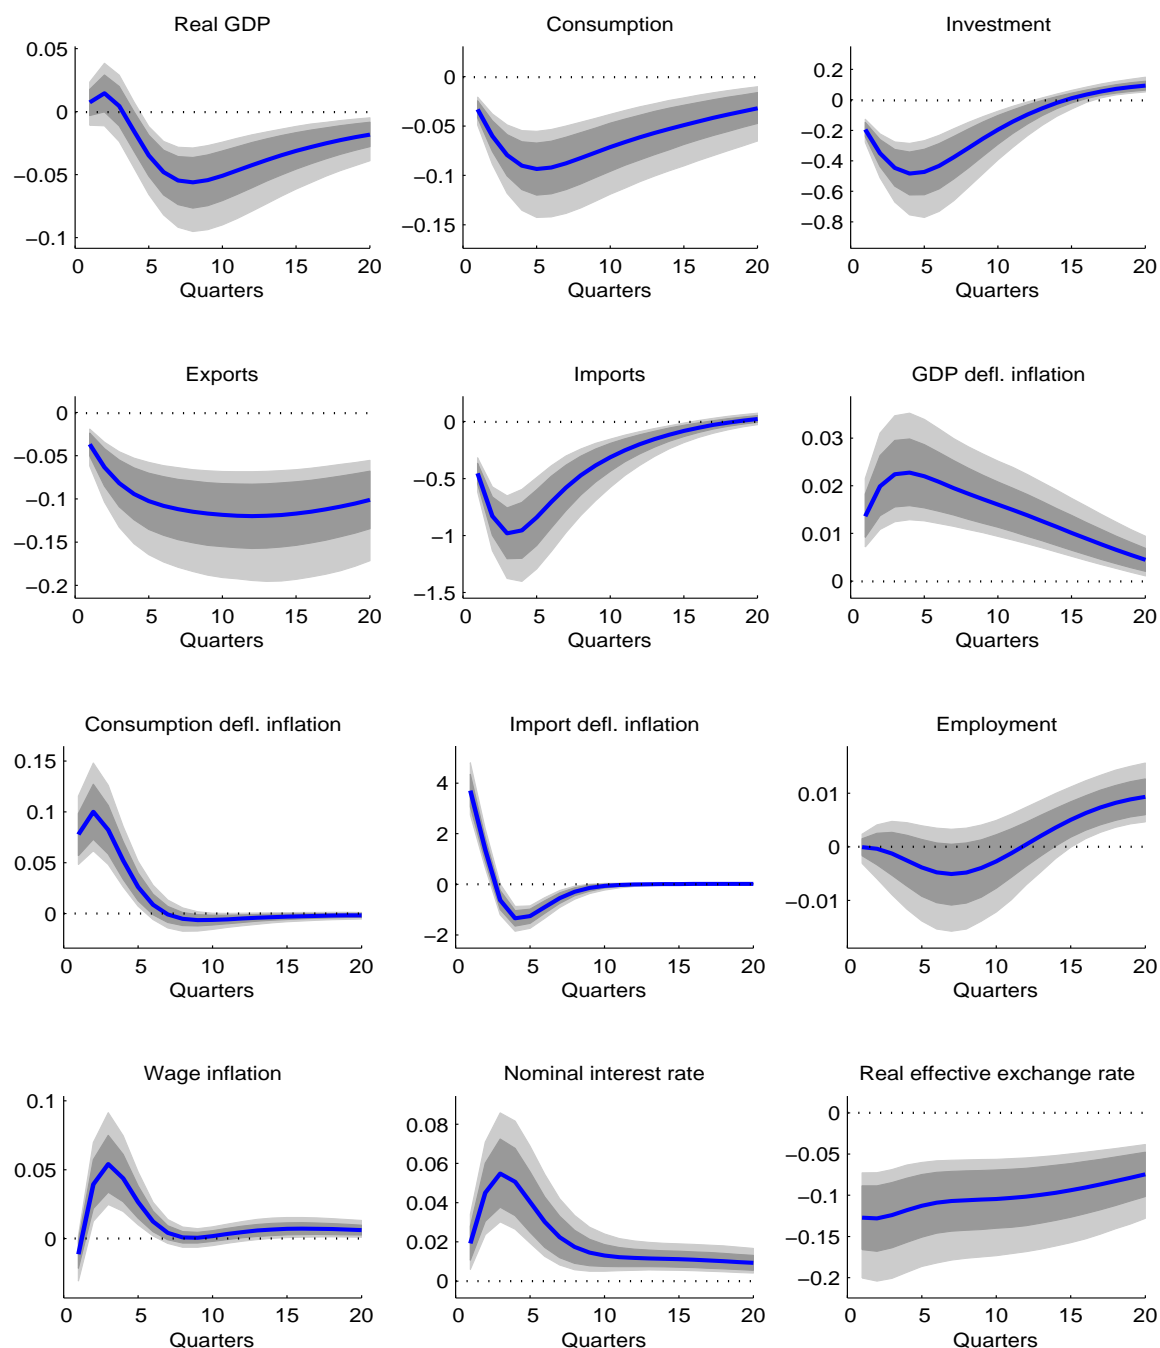 Real GDP
0.05
0
−0.05
−0.1
0 5 10 15 20
Quarters
Consumption
0
−0.05
−0.1
−0.15
0 5 10 15 20
Quarters
Investment
0.2
0
−0.2
−0.4
−0.6
−0.8
0 5 10 15 20
Quarters
Exports
0
−0.05
−0.1
−0.15
−0.2
0 5 10 15 20
Quarters
Imports
0
−0.5
−1
−1.5
0 5 10 15 20
Quarters
GDP defl. inflation
0.03
0.02
0.01
0
0 5 10 15 20
Quarters
Consumption defl. inflation
0.15
0.1
0.05
0
0 5 10 15 20
Quarters
Import defl. inflation
4
2
0
−2
0 5 10 15 20
Quarters
Employment
0.01
0
−0.01
0 5 10 15 20
Quarters
Wage inflation
0.1
0.05
0
0 5 10 15 20
Quarters
Nominal interest rate
0.08
0.06
0.04
0.02
0
0 5 10 15 20
Quarters
Real effective exchange rate
0
−0.05
−0.1
−0.15
−0.2
0 5 10 15 20
Quarters